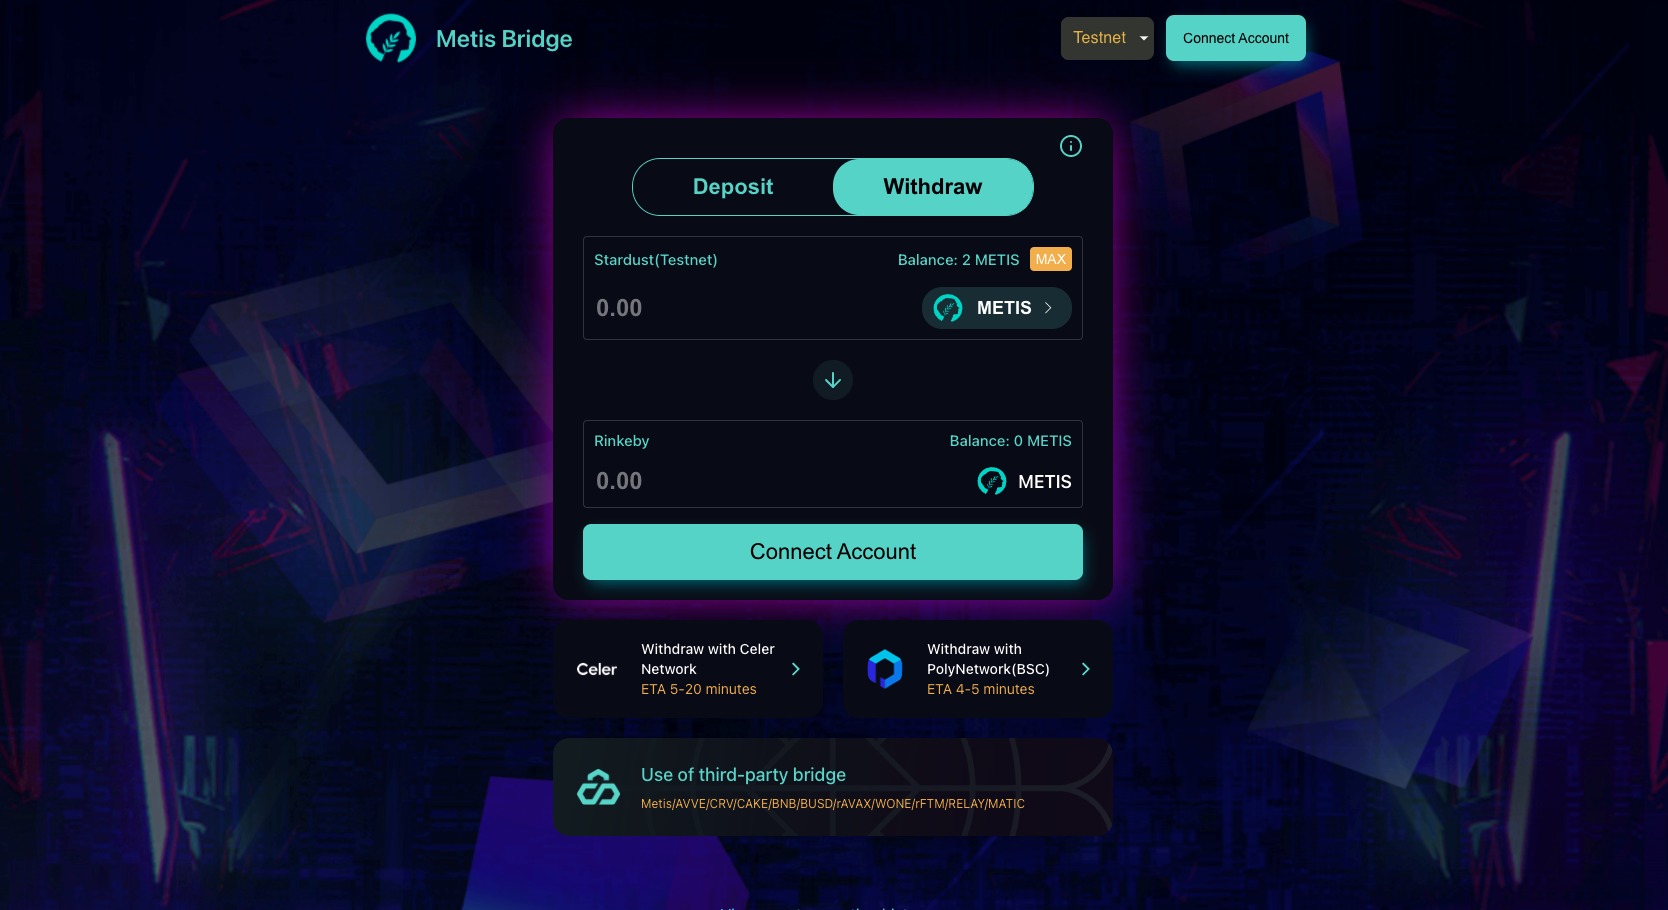 Metis Bridge
Testnet
Connect Account
Deposit
Withdraw
Stardust(Testnet)
Balance: 2 METIS
MAX
0.00
METIS
Rinkeby
Balance: 0 METIS
0.00
METIS
Connect Account
Celer
Withdraw with Celer
Network
ETA 5-20 minutes
Withdraw with
PolyNetwork(BSC)
ETA 4-5 minutes
Use of third-party bridge
Metis/AVVE/CRV/CAKE/BNB/BUSD/rAVAX/WONE/rFTM/RELAY/MATIC